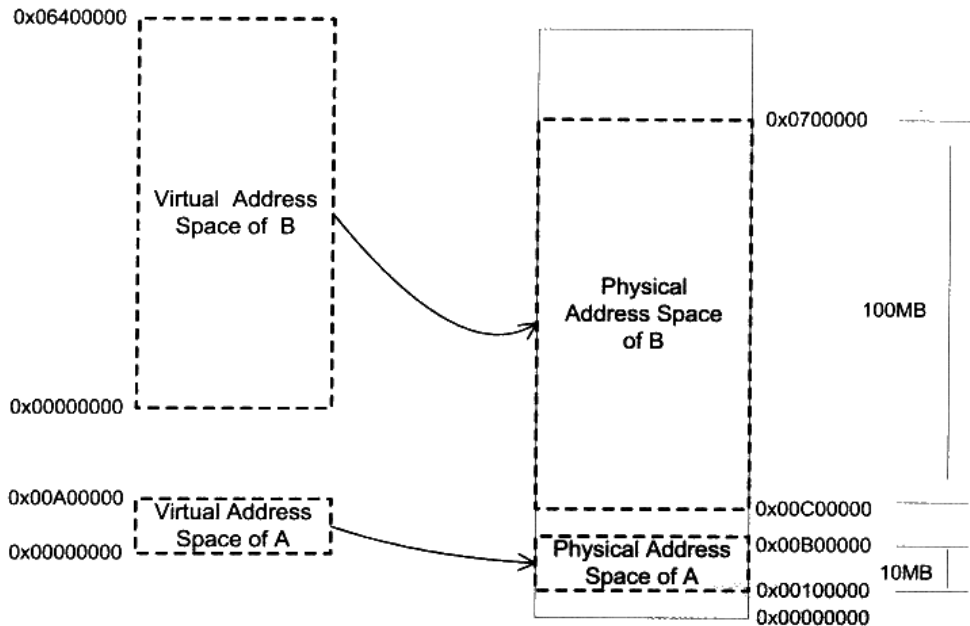 0x06400000
0x0700000
Virtual Address
Space of B
Physical
Address Space
of B
100MB
0x00000000
0x00A00000
Virtual Address
Space of A
0x00000000
0x00C00000
0x00B00000
Physical Address
Space of A
10MB
0x00100000
0x00000000